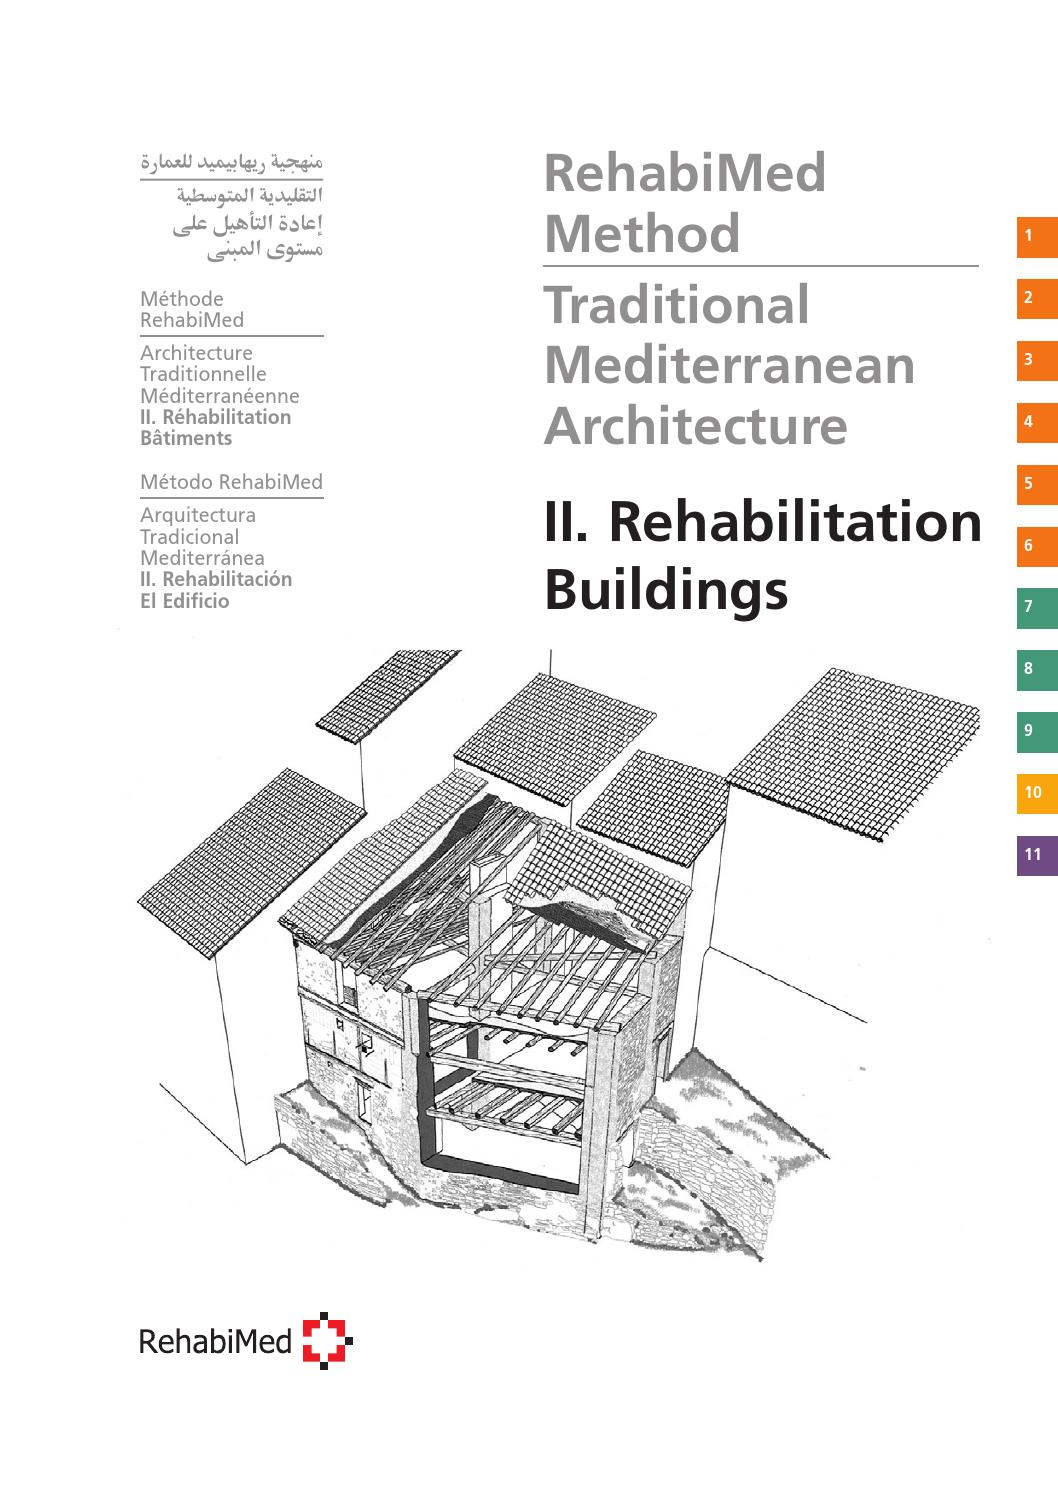 منهجية ريهابيميد للعمارة
التقليدية المتوسطية
إعادة التأهيل على
مستوى المبنى
Méthode
RehabiMed
Architecture
Traditionnelle
Méditerranéenne
II. Réhabilitation
Bâtiments
Método RehabiMed
Arquitectura
Tradicional
Mediterránea
II. Rehabilitación
El Edificio
RehabiMed
Method
Traditional
Mediterranean
Architecture
II. Rehabilitation
Buildings
1
2
3
4
5
6
7
8
9
10
11
RehabiMed